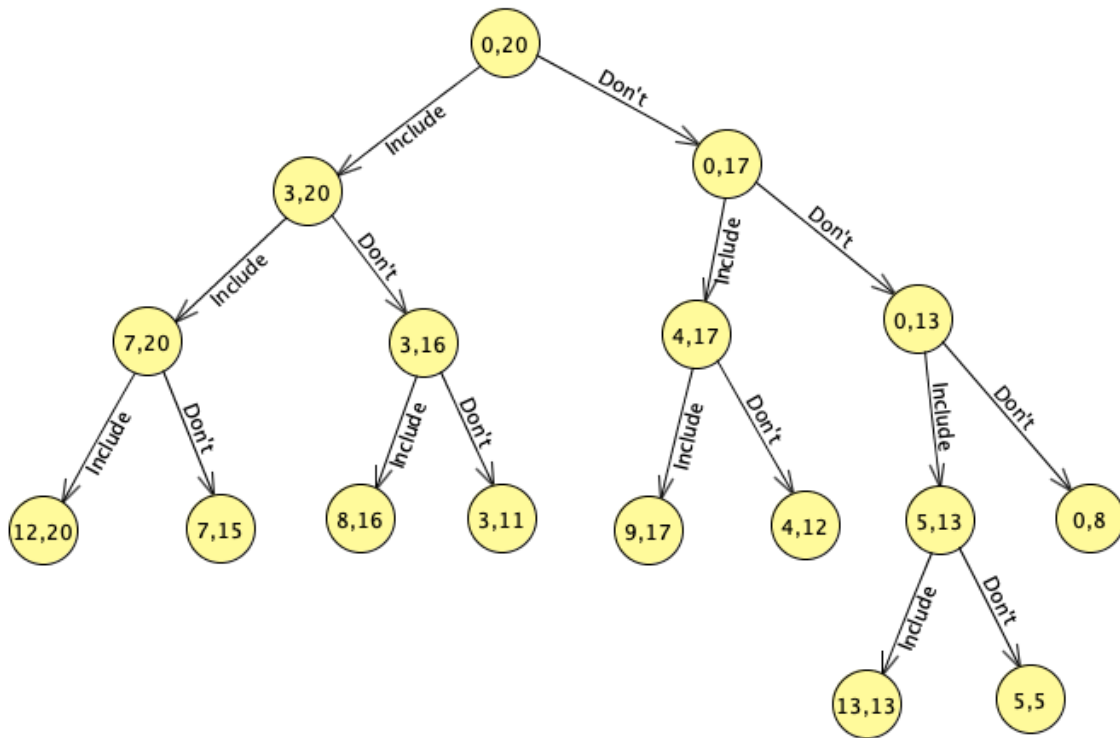 0,20
Include
Don't
3,20
0,17
Include
Don't
Include
Don't
7,20
3,16
4,17
0,13
Include
Don't
Include
Don't
Include
Don't
Include
Don't
12,20
7,15
8,16
3,11
9,17
4,12
5,13
0,8
Include
Don't
13,13
5,5